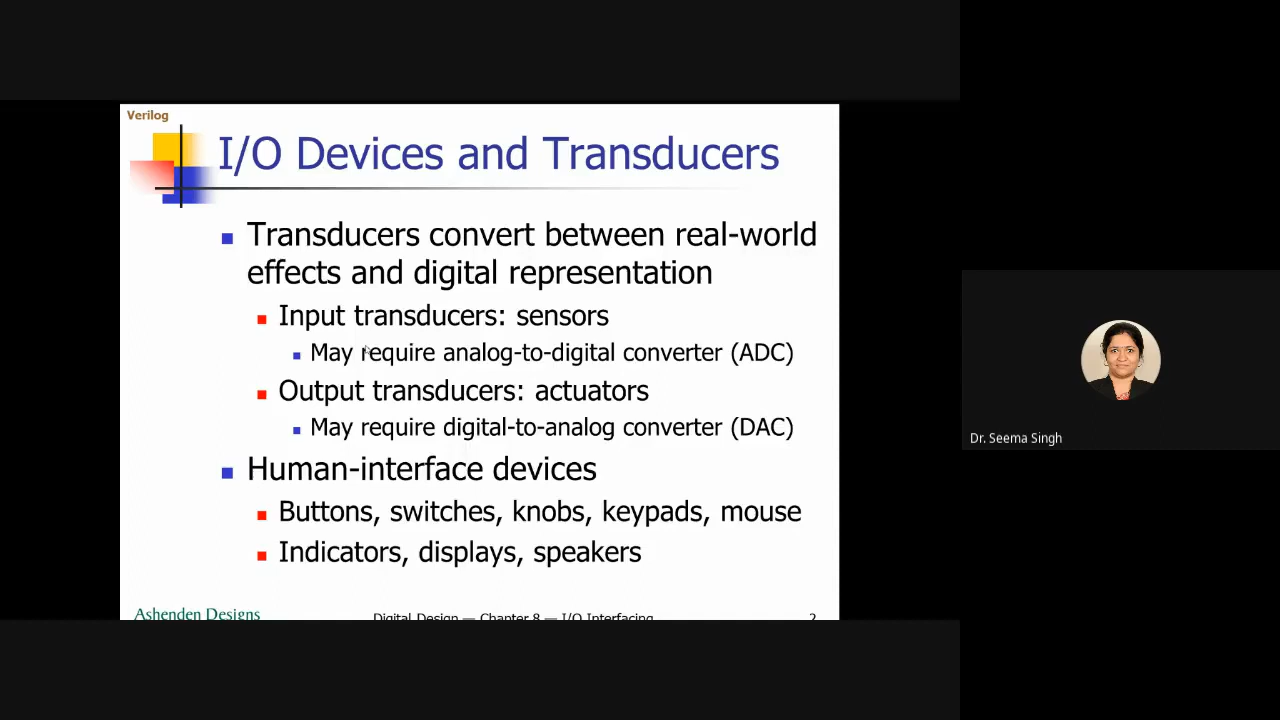 Verilog
I/O Devices and Transducers
Transducers convert between real-world
effects and digital representation
Input transducers: sensors
May require analog-to-digital converter (ADC)
Output transducers: actuators
May require digital-to-analog converter (DAC)
Human-interface devices
Buttons, switches, knobs, keypads, mouse
Indicators, displays, speakers
Ashenden Designs
Digital Design — Chapter 8 — I/O Interfacing
2
Dr. Seema Singh